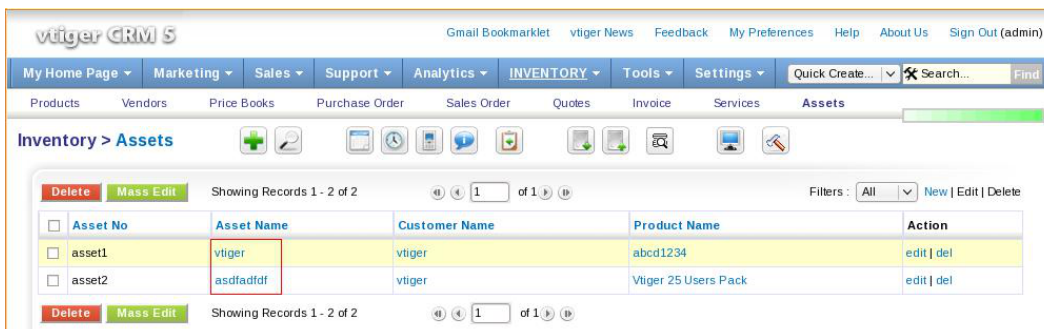 vtiger CRM 5
Gmail Bookmarklet vtiger News Feedback My Preferences Help About Us Sign Out (admin)
My Home Page Marketing Sales Support Analytics INVENTORY Tools Settings Quick Create... Search... Find
Products Vendors Price Books Purchase Order Sales Order Quotes Invoice Services Assets
Inventory > Assets
Delete Mass Edit Showing Records 1 - 2 of 2 1 of 1 Filters : All New | Edit | Delete
Asset No Asset Name Customer Name Product Name Action
asset1 vtiger vtiger abcd1234 edit | del
asset2 asdfadfdf vtiger Vtiger 25 Users Pack edit | del
Delete Mass Edit Showing Records 1 - 2 of 2 1 of 1